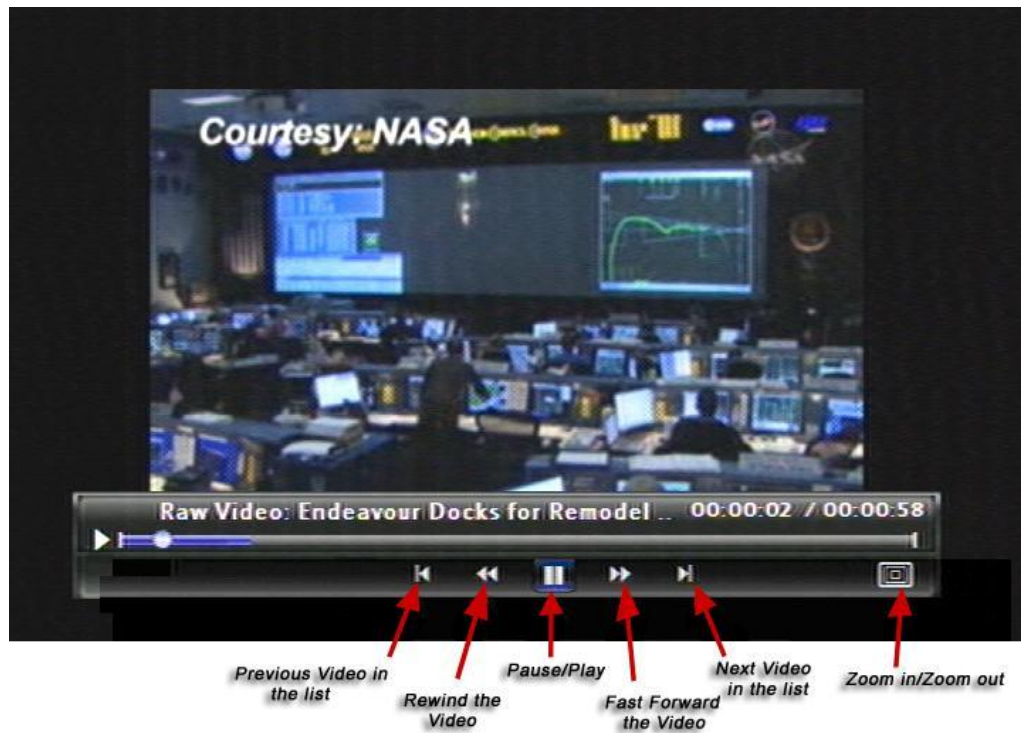 Courtesy: NASA
NASA
Raw Video: Endeavour Docks for Remodel .. 00:00:02 / 00:00:58
Previous Video in
the list
Rewind the
Video
Pause/Play
Fast Forward
the Video
Next Video
in the list
Zoom in/Zoom out